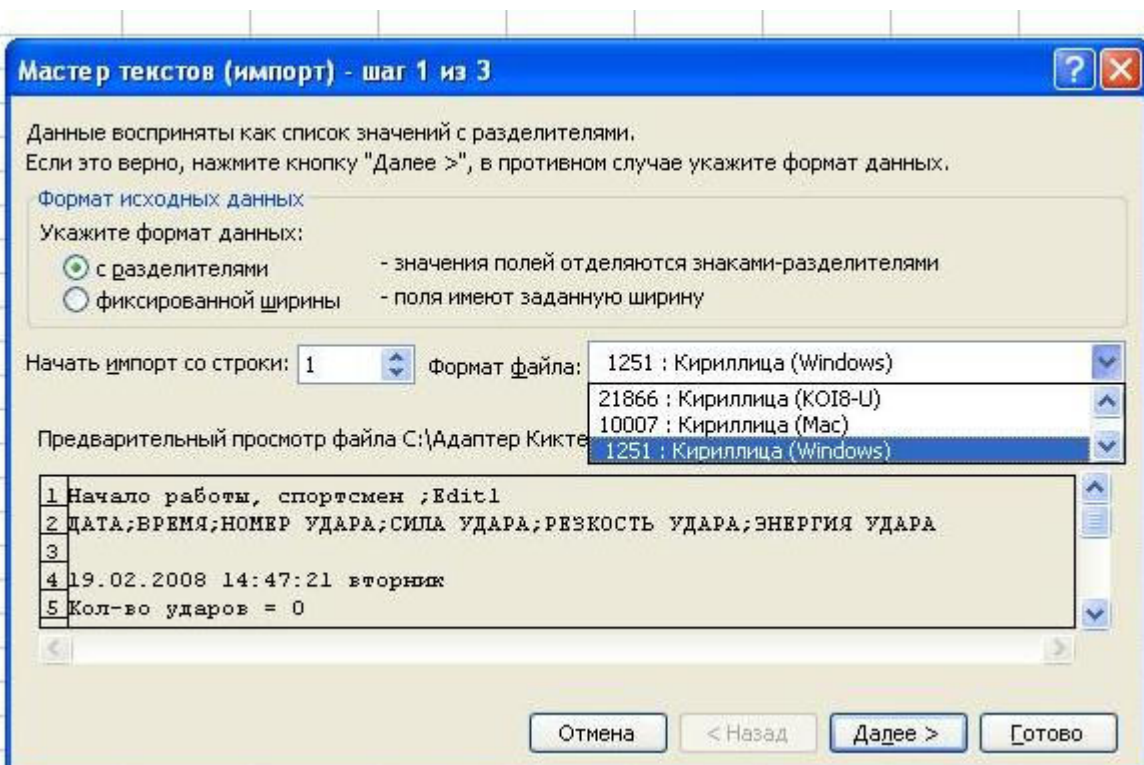 Мастер текстов (импорт) - шаг 1 из 3
Данные восприняты как список значений с разделителями.
Если это верно, нажмите кнопку "Далее >", в противном случае укажите формат данных.
Формат исходных данных
Укажите формат данных:
с разделителями - значения полей отделяются знаками-разделителями
фиксированной ширины - поля имеют заданную ширину
Начать импорт со строки: 1 Формат файла: 1251 : Кириллица (Windows)
21866 : Кириллица (KOI8-U)
10007 : Кириллица (Mac)
1251 : Кириллица (Windows)
Предварительный просмотр файла C:\Адаптер Кикте
1 Начало работы, спортсмен ;Edit1
2 ДАТА;ВРЕМЯ;НОМЕР УДАРА;СИЛА УДАРА;РЕЗКОСТЬ УДАРА;ЭНЕРГИЯ УДАРА
3
4 19.02.2008 14:47:21 вторник
5 Кол-во ударов = 0
Отмена < Назад Далее > Готово